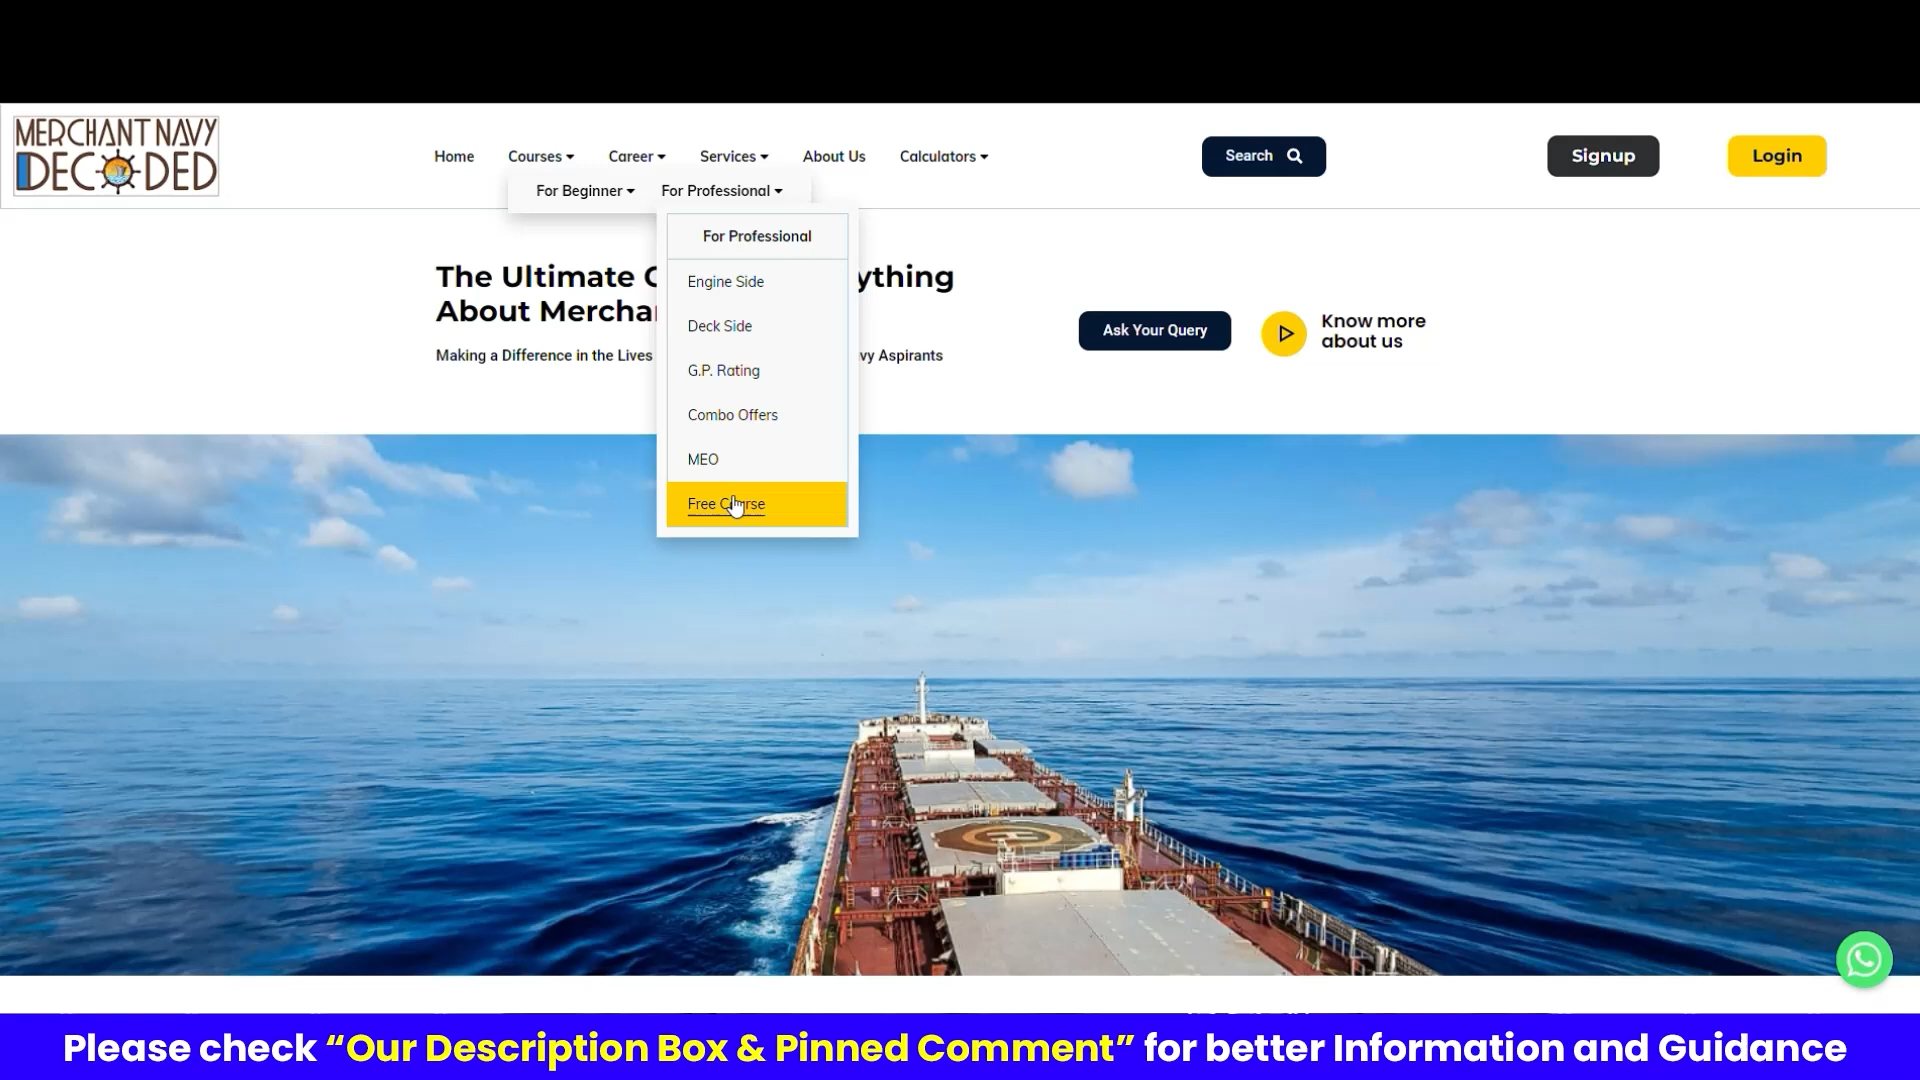 MERCHANT NAVY
DECODED
Home
Courses
Career
Services
About Us
Calculators
Search
Signup
Login
For Beginner
For Professional
For Professional
Engine Side
Deck Side
G.P. Rating
Combo Offers
MEO
Free Course
The Ultimate
ything
About Mercha
Making a Difference in the Lives
vy Aspirants
Ask Your Query
Know more
about us
Please check “Our Description Box & Pinned Comment” for better Information and Guidance